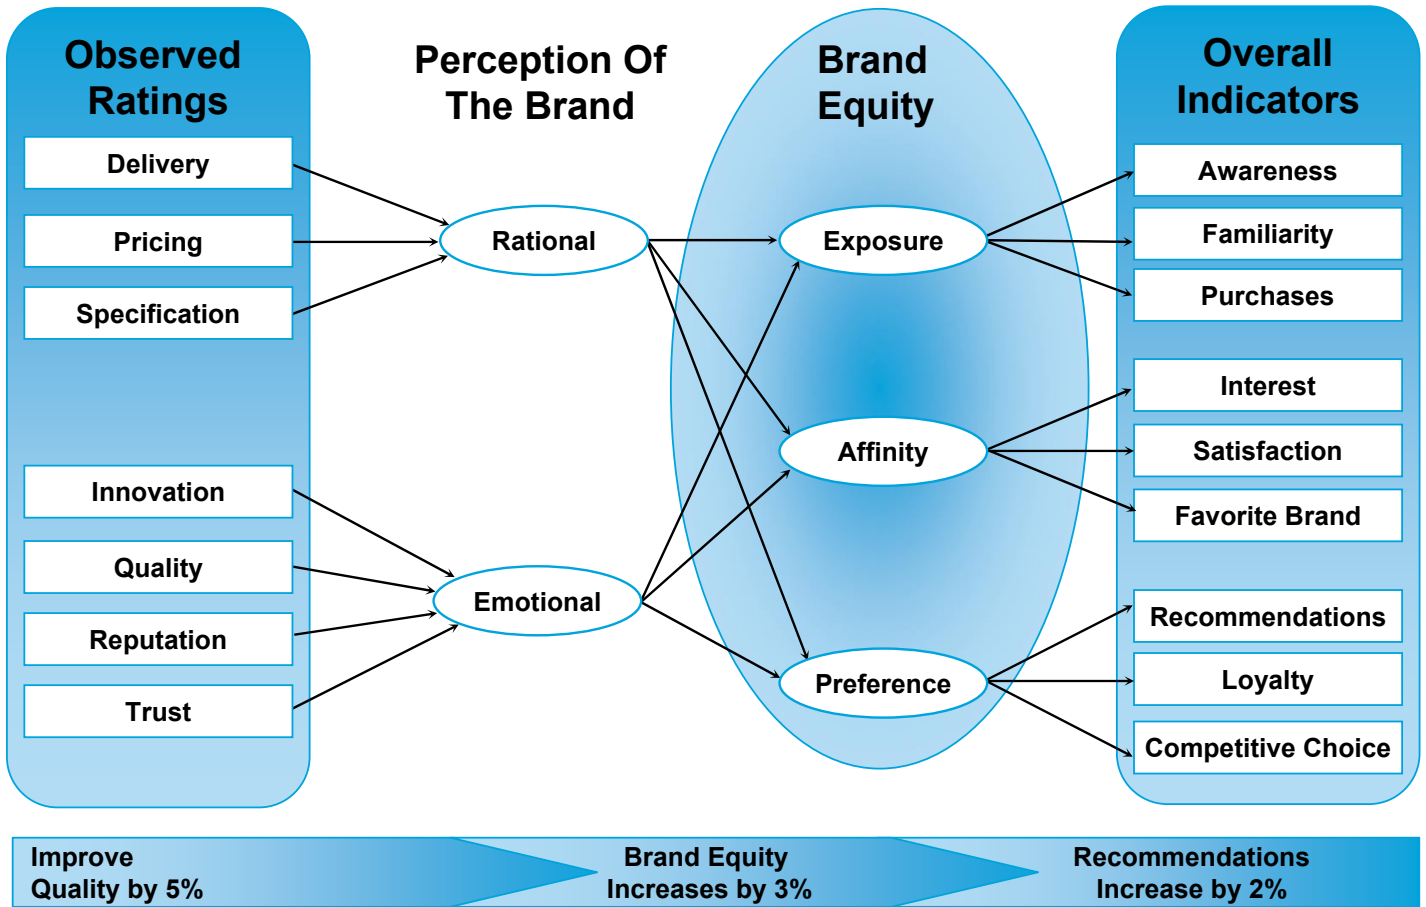 Observed
Ratings
Delivery
Pricing
Specification
Innovation
Quality
Reputation
Trust
Perception Of
The Brand
Rational
Emotional
Brand
Equity
Exposure
Affinity
Preference
Overall
Indicators
Awareness
Familiarity
Purchases
Interest
Satisfaction
Favorite Brand
Recommendations
Loyalty
Competitive Choice
Improve
Quality by 5%
Brand Equity
Increases by 3%
Recommendations
Increase by 2%